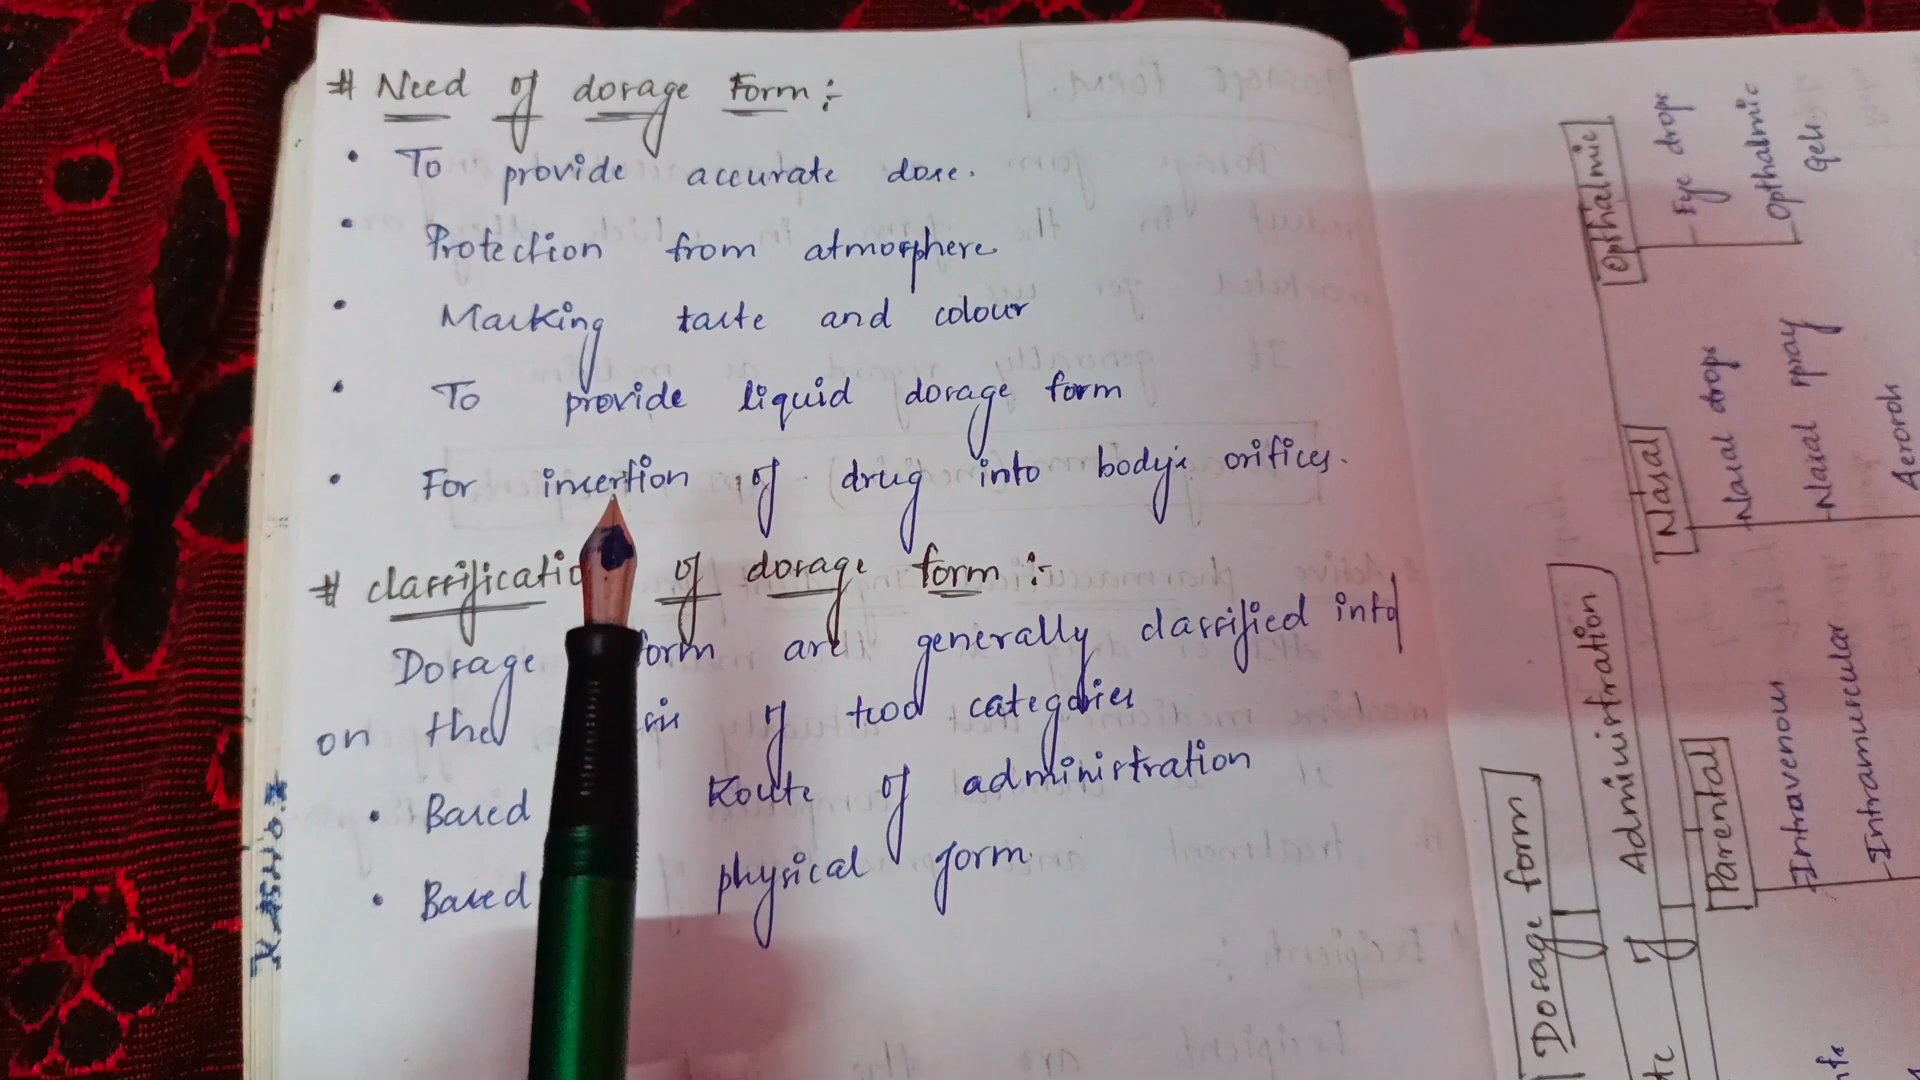 # Need of dosage Form :-
• To provide accurate dose.
• Protection from atmosphere
• Masking taste and colour
• To provide liquid dosage form
• For insertion of drug into body's orifices.
# classificatio of dosage form :-
Dosage form are generally classified into
on the sis of two categories
• Based Route of administration
• Based physical form
Dosage form
of Administration
Parental
Intravenous
Intramuscular
Nasal
Nasal drops
Nasal spray
Aerosols
Opthalmic
Eye drops
Opthalmic
gels